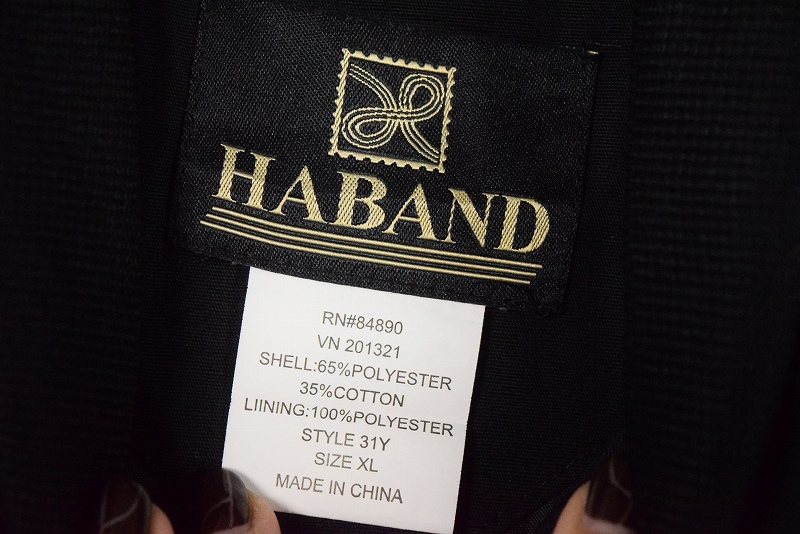 HABAND
RN#84890
VN 201321
SHELL:65%POLYESTER
35%COTTON
LIINING:100%POLYESTER
STYLE 31Y
SIZE XL
MADE IN CHINA